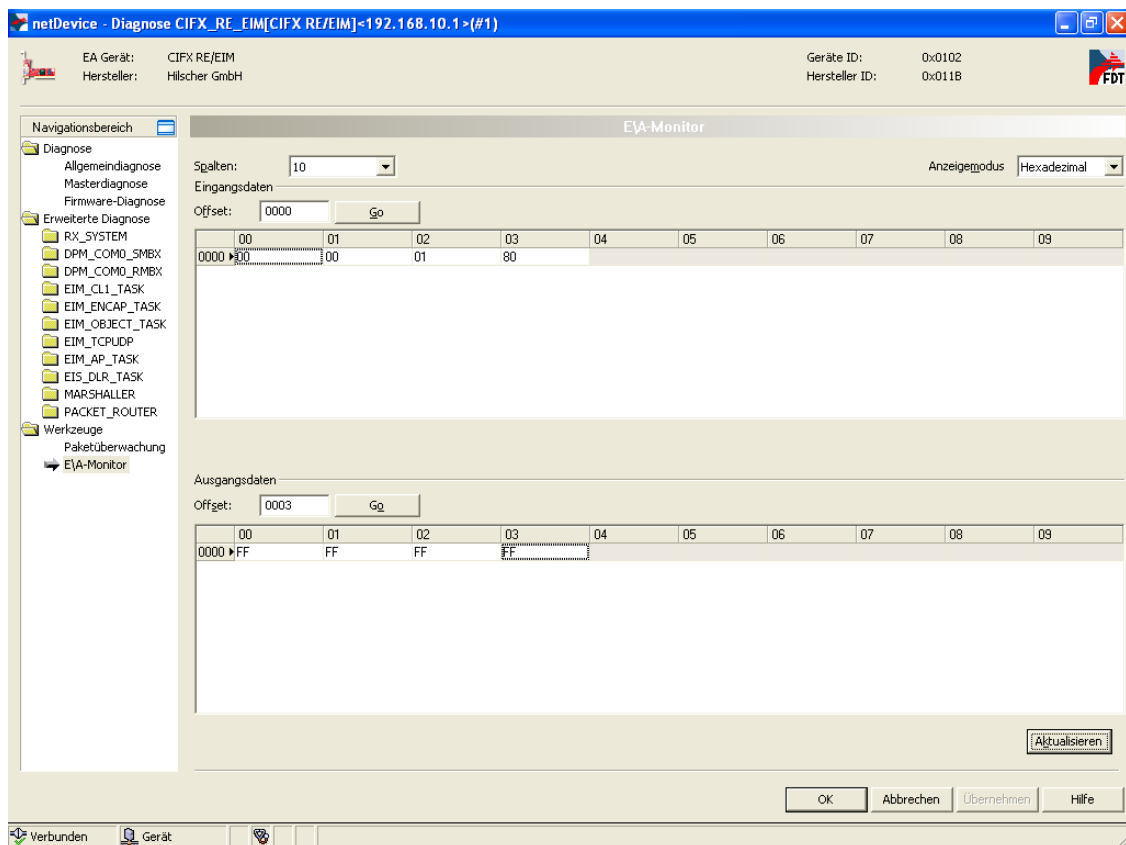 netDevice - Diagnose CIFX_RE_EIM[CIFX RE/EIM]<192.168.10.1>(#1)
EA Gerät: CIFX RE/EIM Geräte ID: 0x0102
Hersteller: Hilscher GmbH Hersteller ID: 0x011B
FDT
Navigationsbereich
Diagnose
Allgemeindiagnose
Masterdiagnose
Firmware-Diagnose
Erweiterte Diagnose
RX_SYSTEM
DPM_COM0_SMBX
DPM_COM0_RMBX
EIM_CL1_TASK
EIM_ENCAP_TASK
EIM_OBJECT_TASK
EIM_TCPUDP
EIM_AP_TASK
EIS_DLR_TASK
MARSHALLER
PACKET_ROUTER
Werkzeuge
Paketüberwachung
E\A-Monitor
E\A-Monitor
Spalten: 10 Anzeigemodus Hexadezimal
Eingangsdaten
Offset: 0000 Go
00 01 02 03 04 05 06 07 08 09
0000 00 00 01 80
Ausgangsdaten
Offset: 0003 Go
00 01 02 03 04 05 06 07 08 09
0000 FF FF FF FF
Aktualisieren
OK Abbrechen Übernehmen Hilfe
Verbunden Gerät